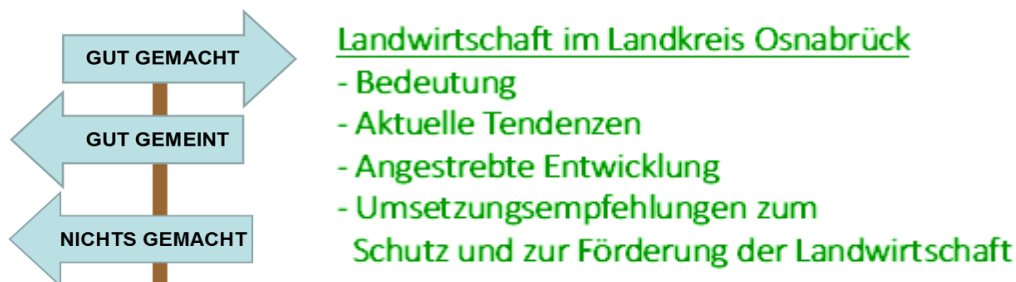 GUT GEMACHT
GUT GEMEINT
NICHTS GEMACHT
Landwirtschaft im Landkreis Osnabrück
- Bedeutung
- Aktuelle Tendenzen
- Angestrebte Entwicklung
- Umsetzungsempfehlungen zum
Schutz und zur Förderung der Landwirtschaft